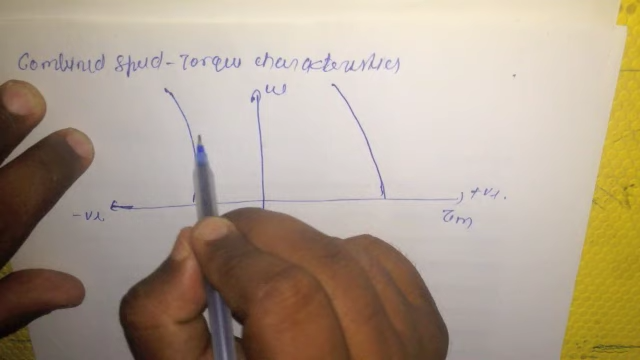 Combined Speed-Torque characteristics
ω
-ve
+ve.
τm